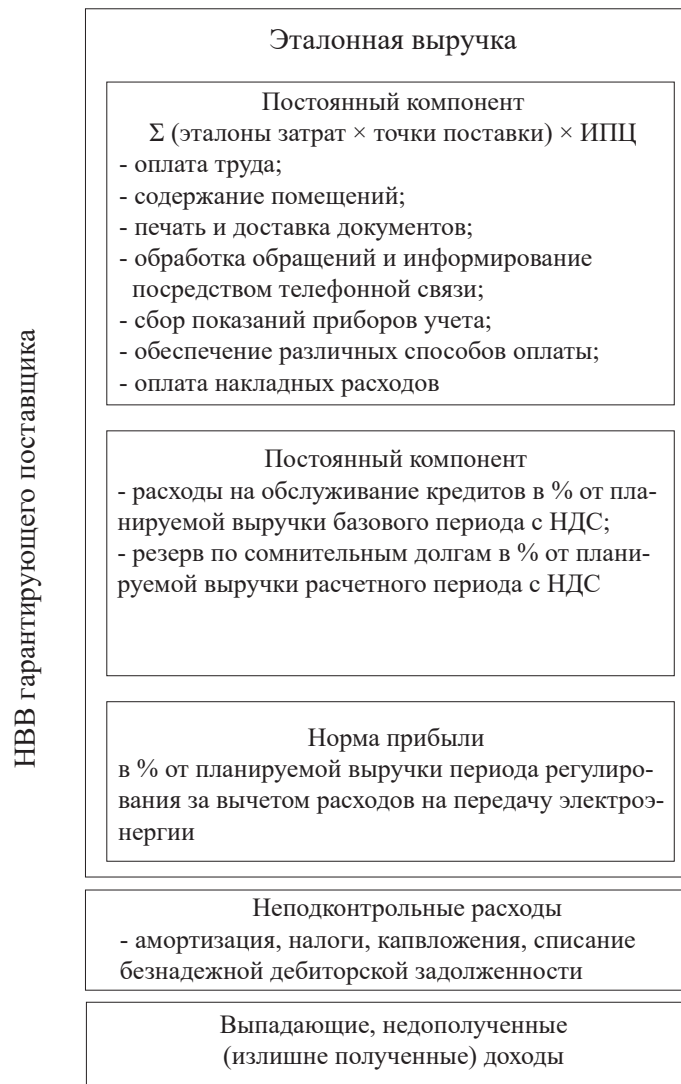 НВВ гарантирующего поставщика
Эталонная выручка
Постоянный компонент
Σ (эталоны затрат × точки поставки) × ИПЦ
- оплата труда;
- содержание помещений;
- печать и доставка документов;
- обработка обращений и информирование
посредством телефонной связи;
- сбор показаний приборов учета;
- обеспечение различных способов оплаты;
- оплата накладных расходов
Постоянный компонент
- расходы на обслуживание кредитов в % от пла-
нируемой выручки базового периода с НДС;
- резерв по сомнительным долгам в % от плани-
руемой выручки расчетного периода с НДС
Норма прибыли
в % от планируемой выручки периода регулиро-
вания за вычетом расходов на передачу электроэ-
нергии
Неподконтрольные расходы
- амортизация, налоги, капвложения, списание
безнадежной дебиторской задолженности
Выпадающие, недополученные
(излишне полученные) доходы